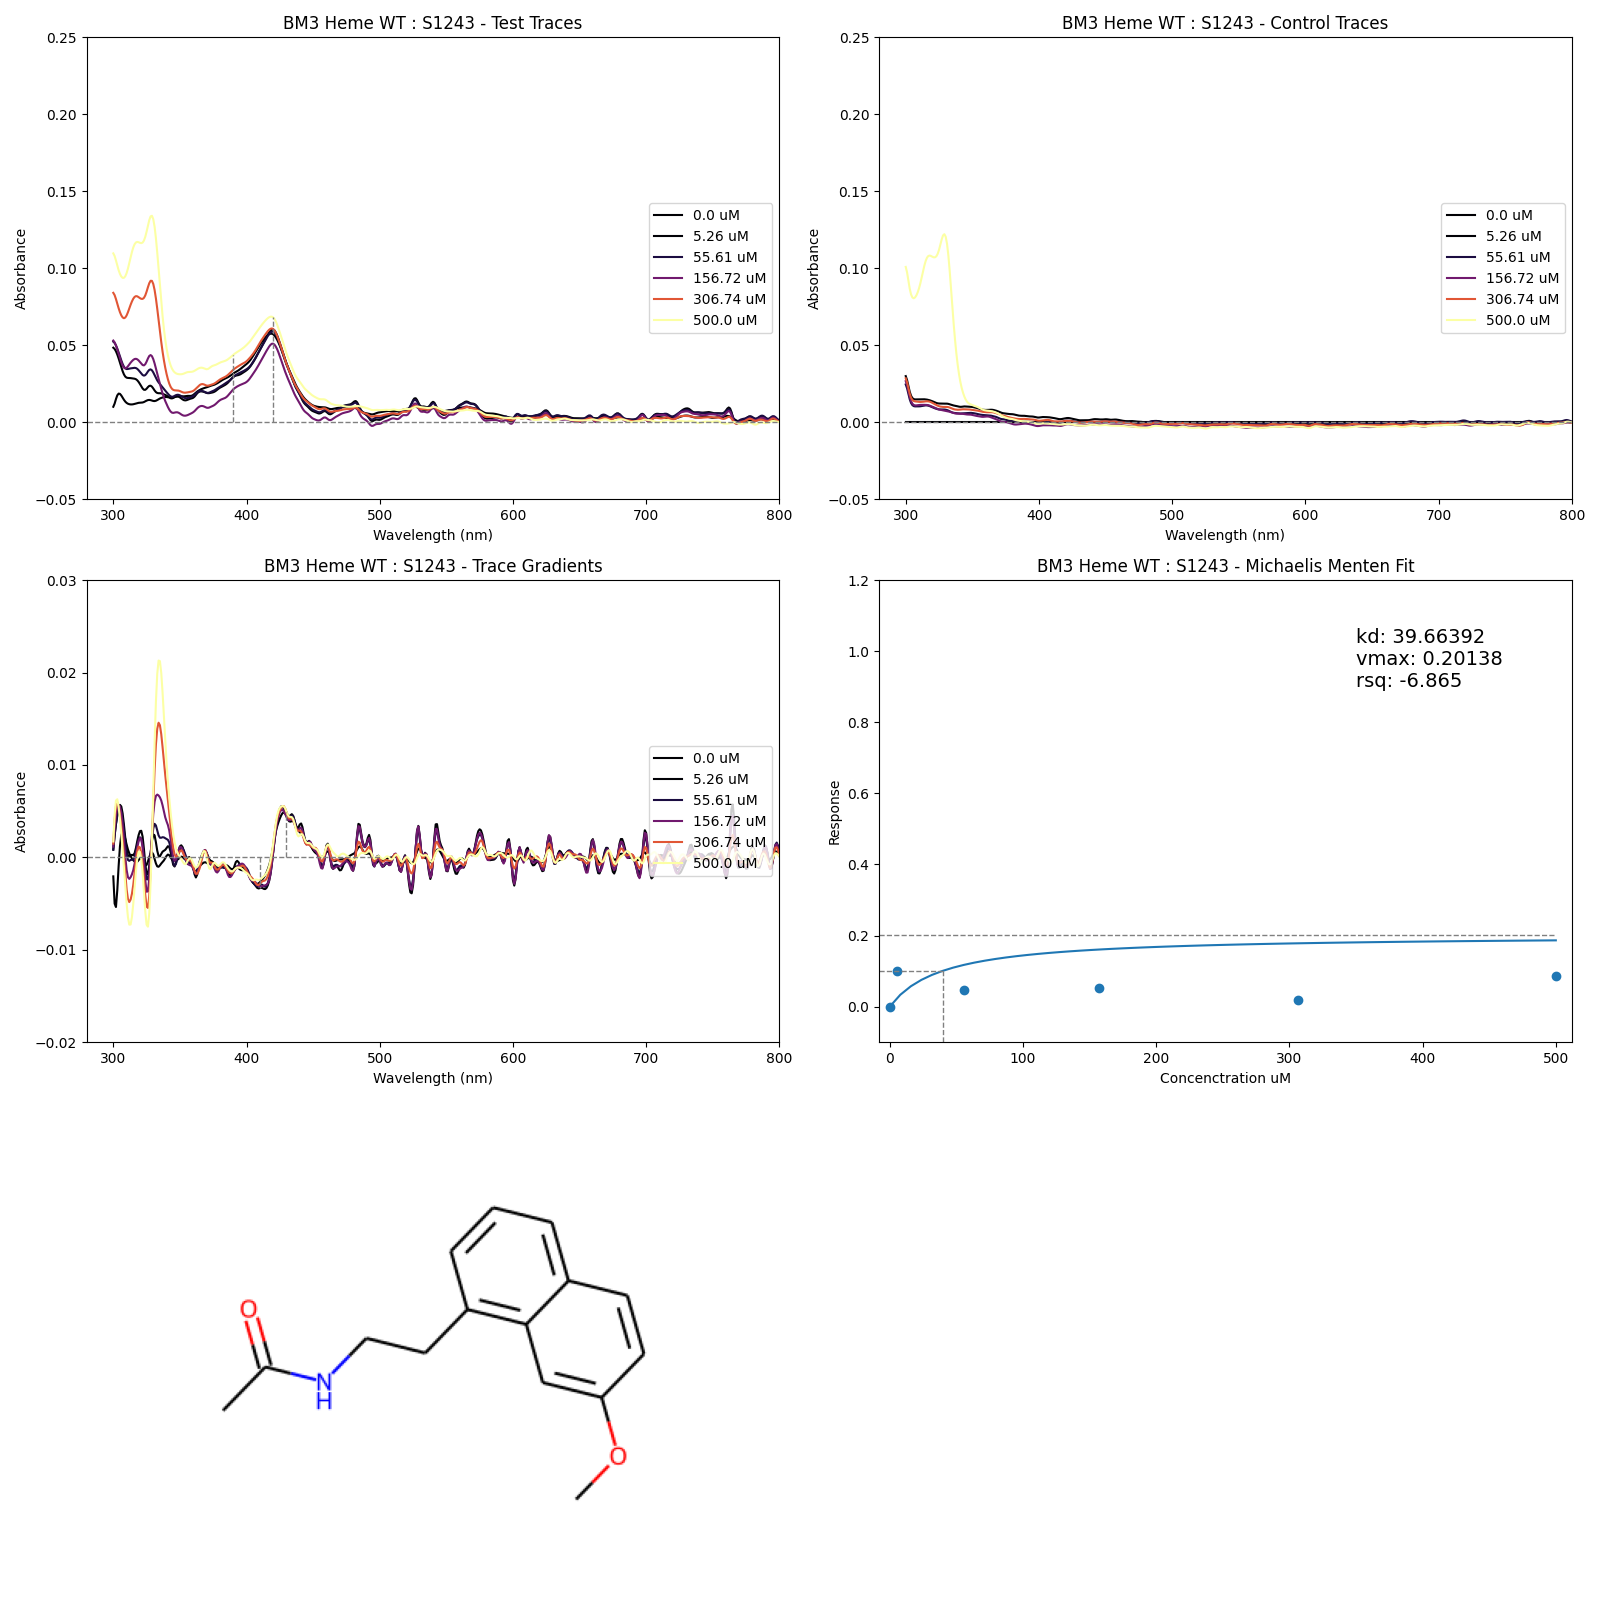 BM3 Heme WT : S1243 - Test Traces
0.25
0.20
0.15
0.10
0.05
0.00
−0.05
Absorbance
300 400 500 600 700 800
Wavelength (nm)
0.0 uM
5.26 uM
55.61 uM
156.72 uM
306.74 uM
500.0 uM
BM3 Heme WT : S1243 - Control Traces
0.25
0.20
0.15
0.10
0.05
0.00
−0.05
Absorbance
300 400 500 600 700 800
Wavelength (nm)
0.0 uM
5.26 uM
55.61 uM
156.72 uM
306.74 uM
500.0 uM
BM3 Heme WT : S1243 - Trace Gradients
0.03
0.02
0.01
0.00
−0.01
−0.02
Absorbance
300 400 500 600 700 800
Wavelength (nm)
0.0 uM
5.26 uM
55.61 uM
156.72 uM
306.74 uM
500.0 uM
BM3 Heme WT : S1243 - Michaelis Menten Fit
1.2
1.0
0.8
0.6
0.4
0.2
0.0
Response
0 100 200 300 400 500
Concenctration uM
kd: 39.66392
vmax: 0.20138
rsq: -6.865
O
N
H
O